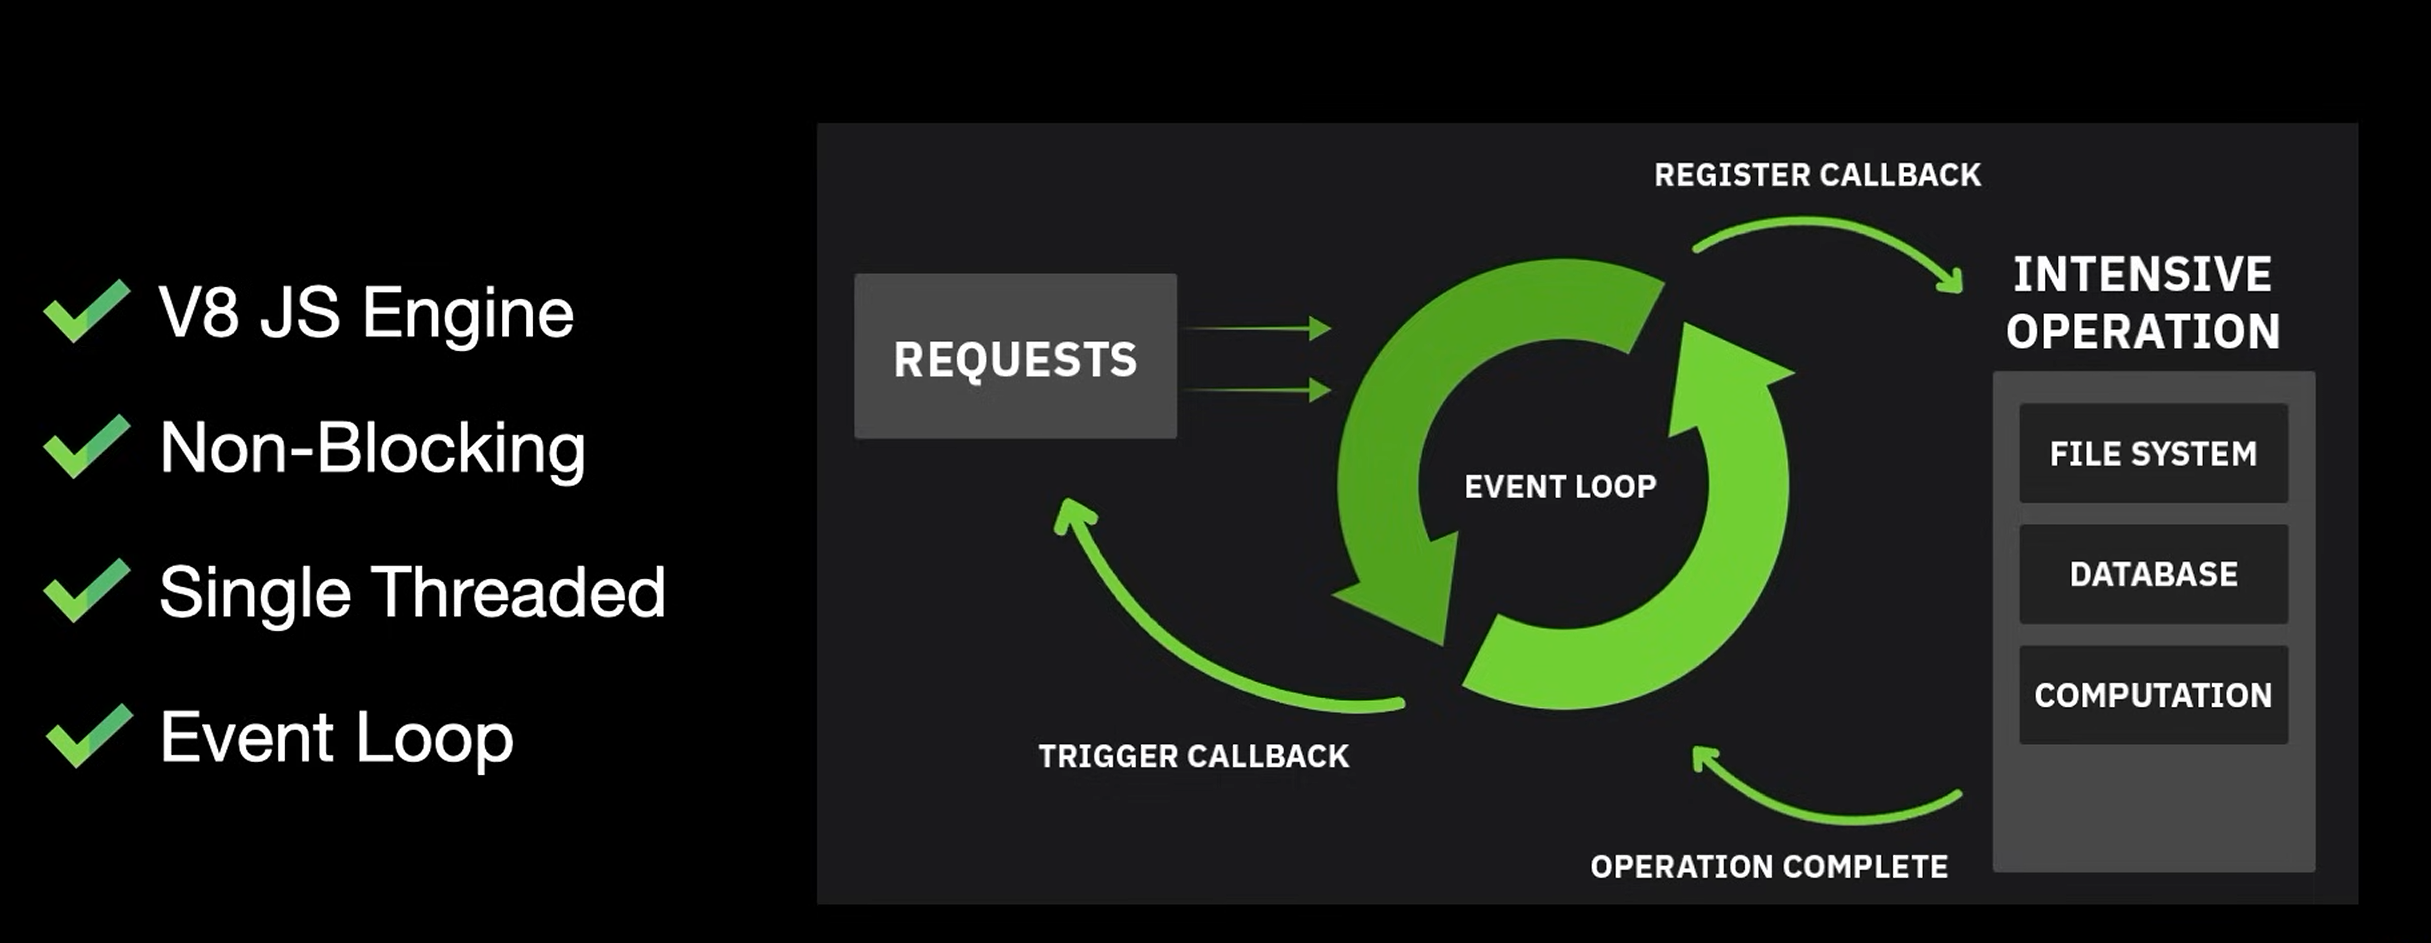 V8 JS Engine
Non-Blocking
Single Threaded
Event Loop
REGISTER CALLBACK
REQUESTS
EVENT LOOP
INTENSIVE
OPERATION
FILE SYSTEM
DATABASE
COMPUTATION
TRIGGER CALLBACK
OPERATION COMPLETE